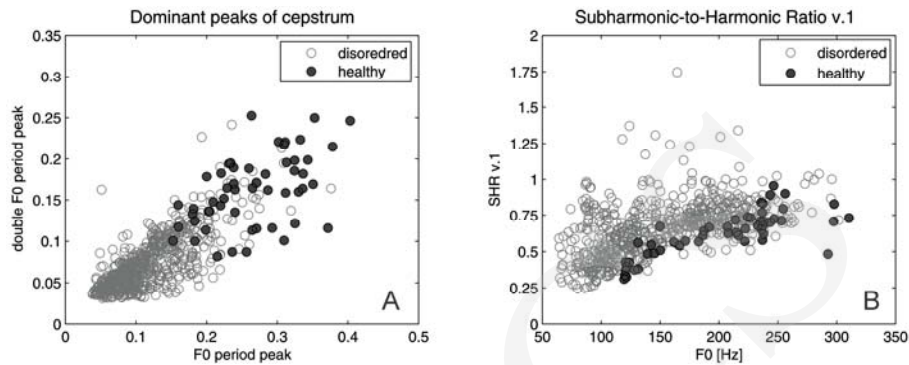 Dominant peaks of cepstrum
0.35
0.3
0.25
0.2
0.15
0.1
0.05
0
double F0 period peak
disoredred
healthy
A
0
0.1
0.2
0.3
0.4
0.5
F0 period peak
Subharmonic-to-Harmonic Ratio v.1
1.75
1.5
1.25
1
0.75
0.5
0.25
0
SHR v.1
disordered
healthy
B
50
100
150
200
250
300
350
F0 [Hz]